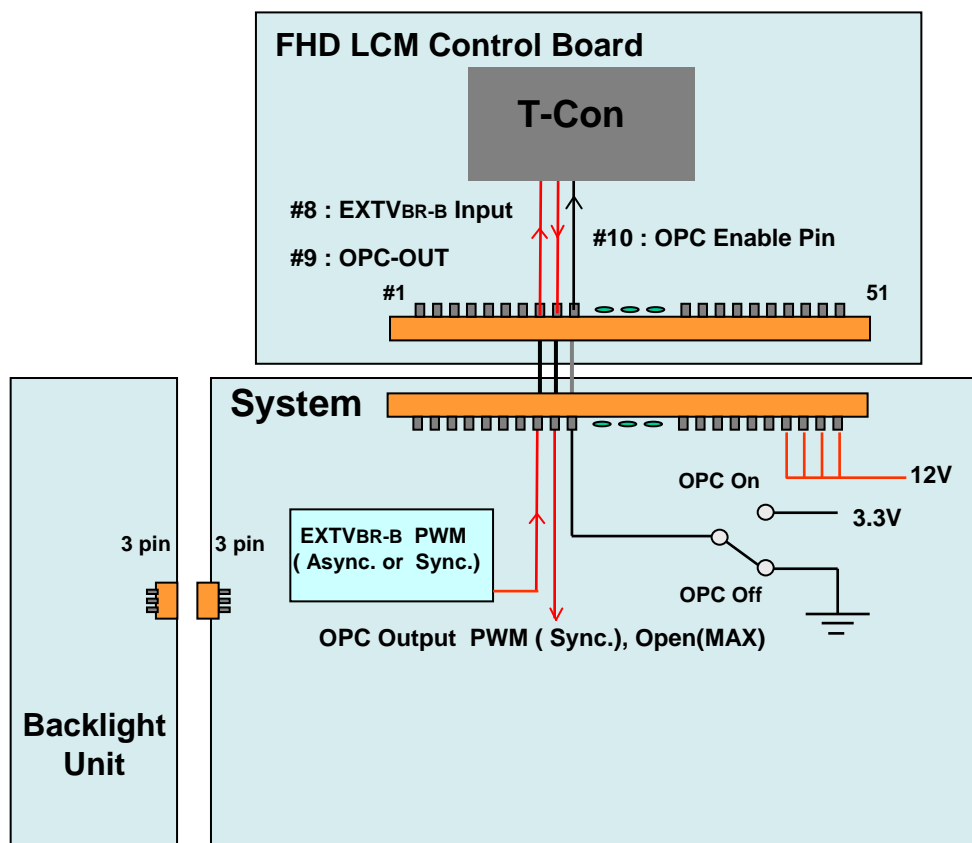 FHD LCM Control Board
T-Con
#8 : EXTVBR-B Input
#9 : OPC-OUT
#10 : OPC Enable Pin
#1
51
System
12V
OPC On
3.3V
3 pin
3 pin
EXTVBR-B PWM
( Async. or Sync.)
OPC Off
OPC Output PWM ( Sync.), Open(MAX)
Backlight
Unit